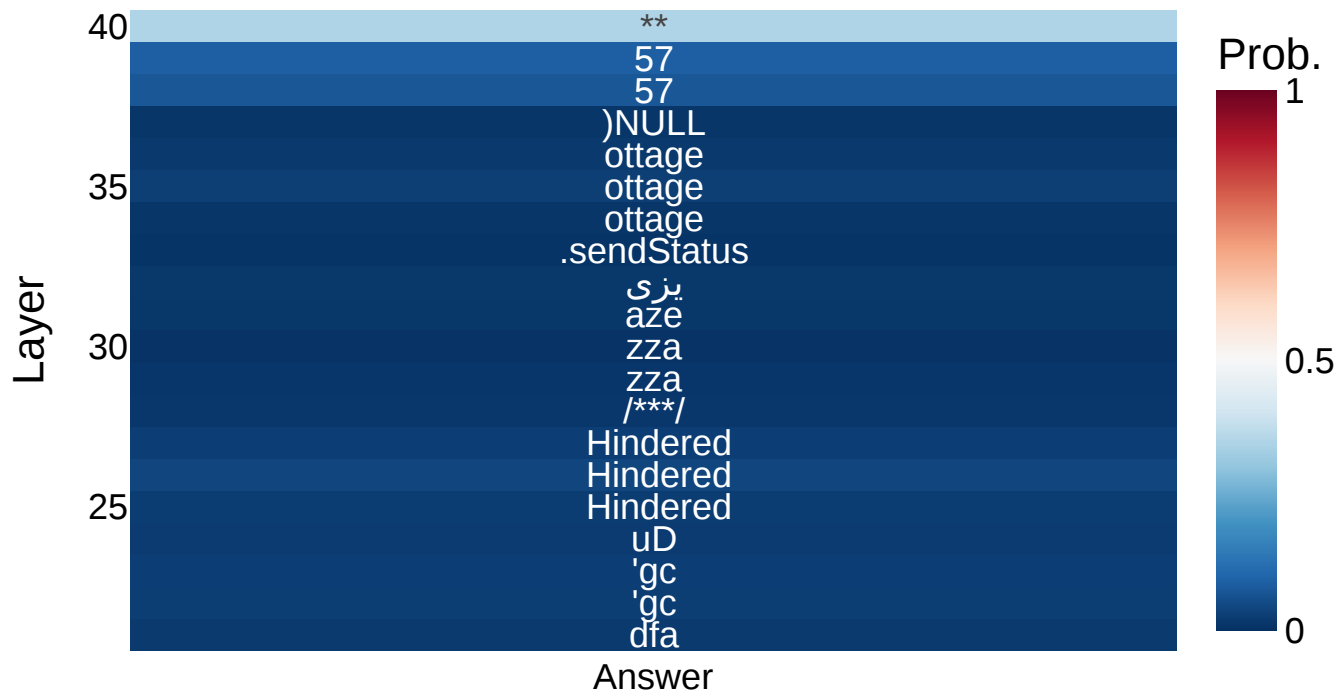 40
**
Prob.
57
57
1
)NULL
ottage
35
ottage
ottage
.sendStatus
یزی
Layer
aze
30
zza
0.5
zza
/***/
Hindered
Hindered
25
Hindered
uD
'gc
'gc
dfa
0
Answer